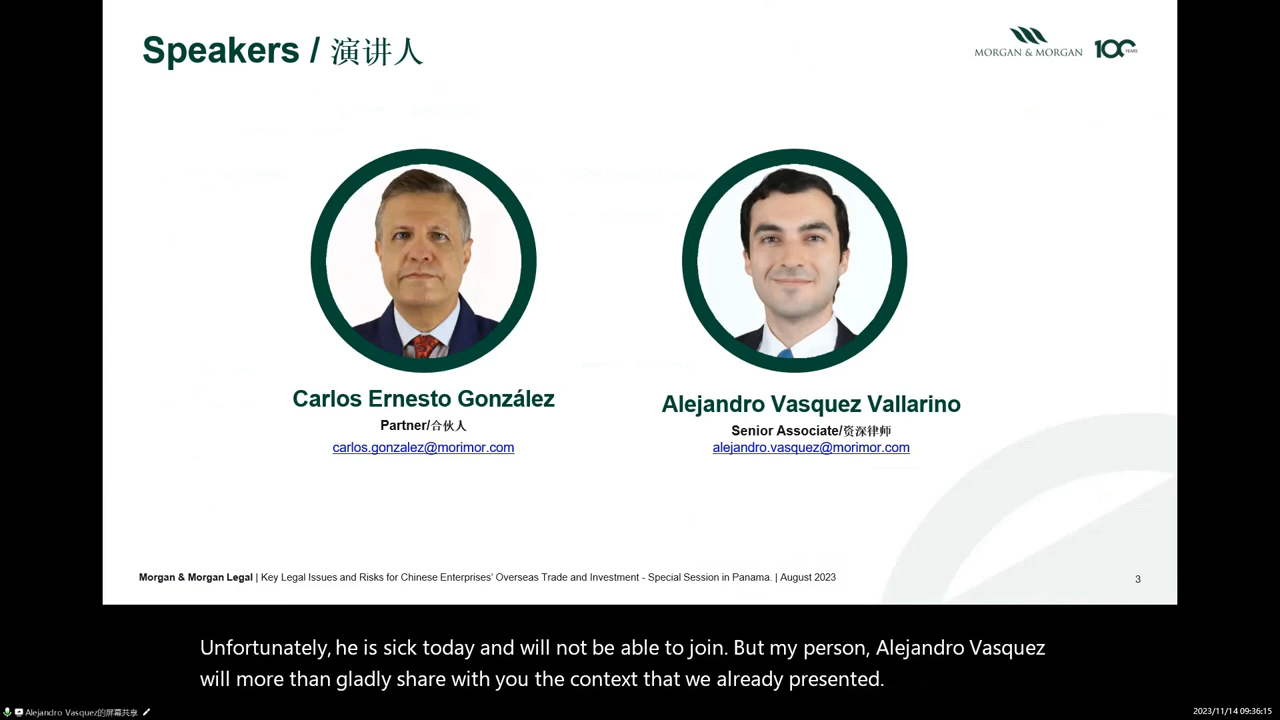 Speakers / 演讲人
MORGAN & MORGAN
100 YEARS
Carlos Ernesto González
Partner/合伙人
carlos.gonzalez@morimor.com
Alejandro Vasquez Vallarino
Senior Associate/资深律师
alejandro.vasquez@morimor.com
Morgan & Morgan Legal | Key Legal Issues and Risks for Chinese Enterprises' Overseas Trade and Investment - Special Session in Panama. | August 2023
3
Unfortunately, he is sick today and will not be able to join. But my person, Alejandro Vasquez
will more than gladly share with you the context that we already presented.
Alejandro Vasquez的屏幕共享
2023/11/14 09:36:15